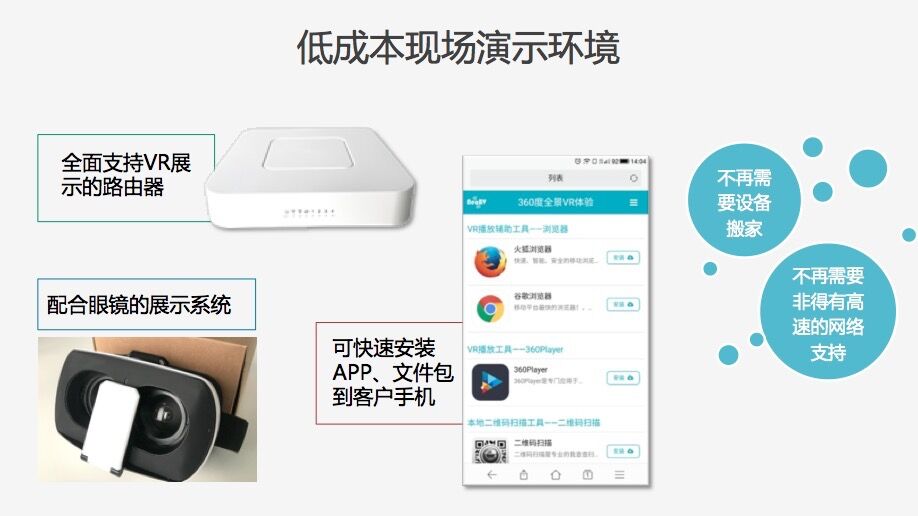 低成本现场演示环境
全面支持VR展
示的路由器
配合眼镜的展示系统
可快速安装
APP、文件包
到客户手机
92 14:04
列表
360度全景VR体验
VR播放辅助工具——浏览器
火狐浏览器
快速、智能、安全的移动浏览...
安装
谷歌浏览器
移动平台最快的浏览器！, ...
安装
VR播放工具——360Player
360Player
360Player是专门应用于...
安装
本地二维码扫描工具——二维码扫描
二维码扫描
二维码扫描是专业的我查查扫...
安装
不再需
要设备
搬家
不再需要
非得有高
速的网络
支持